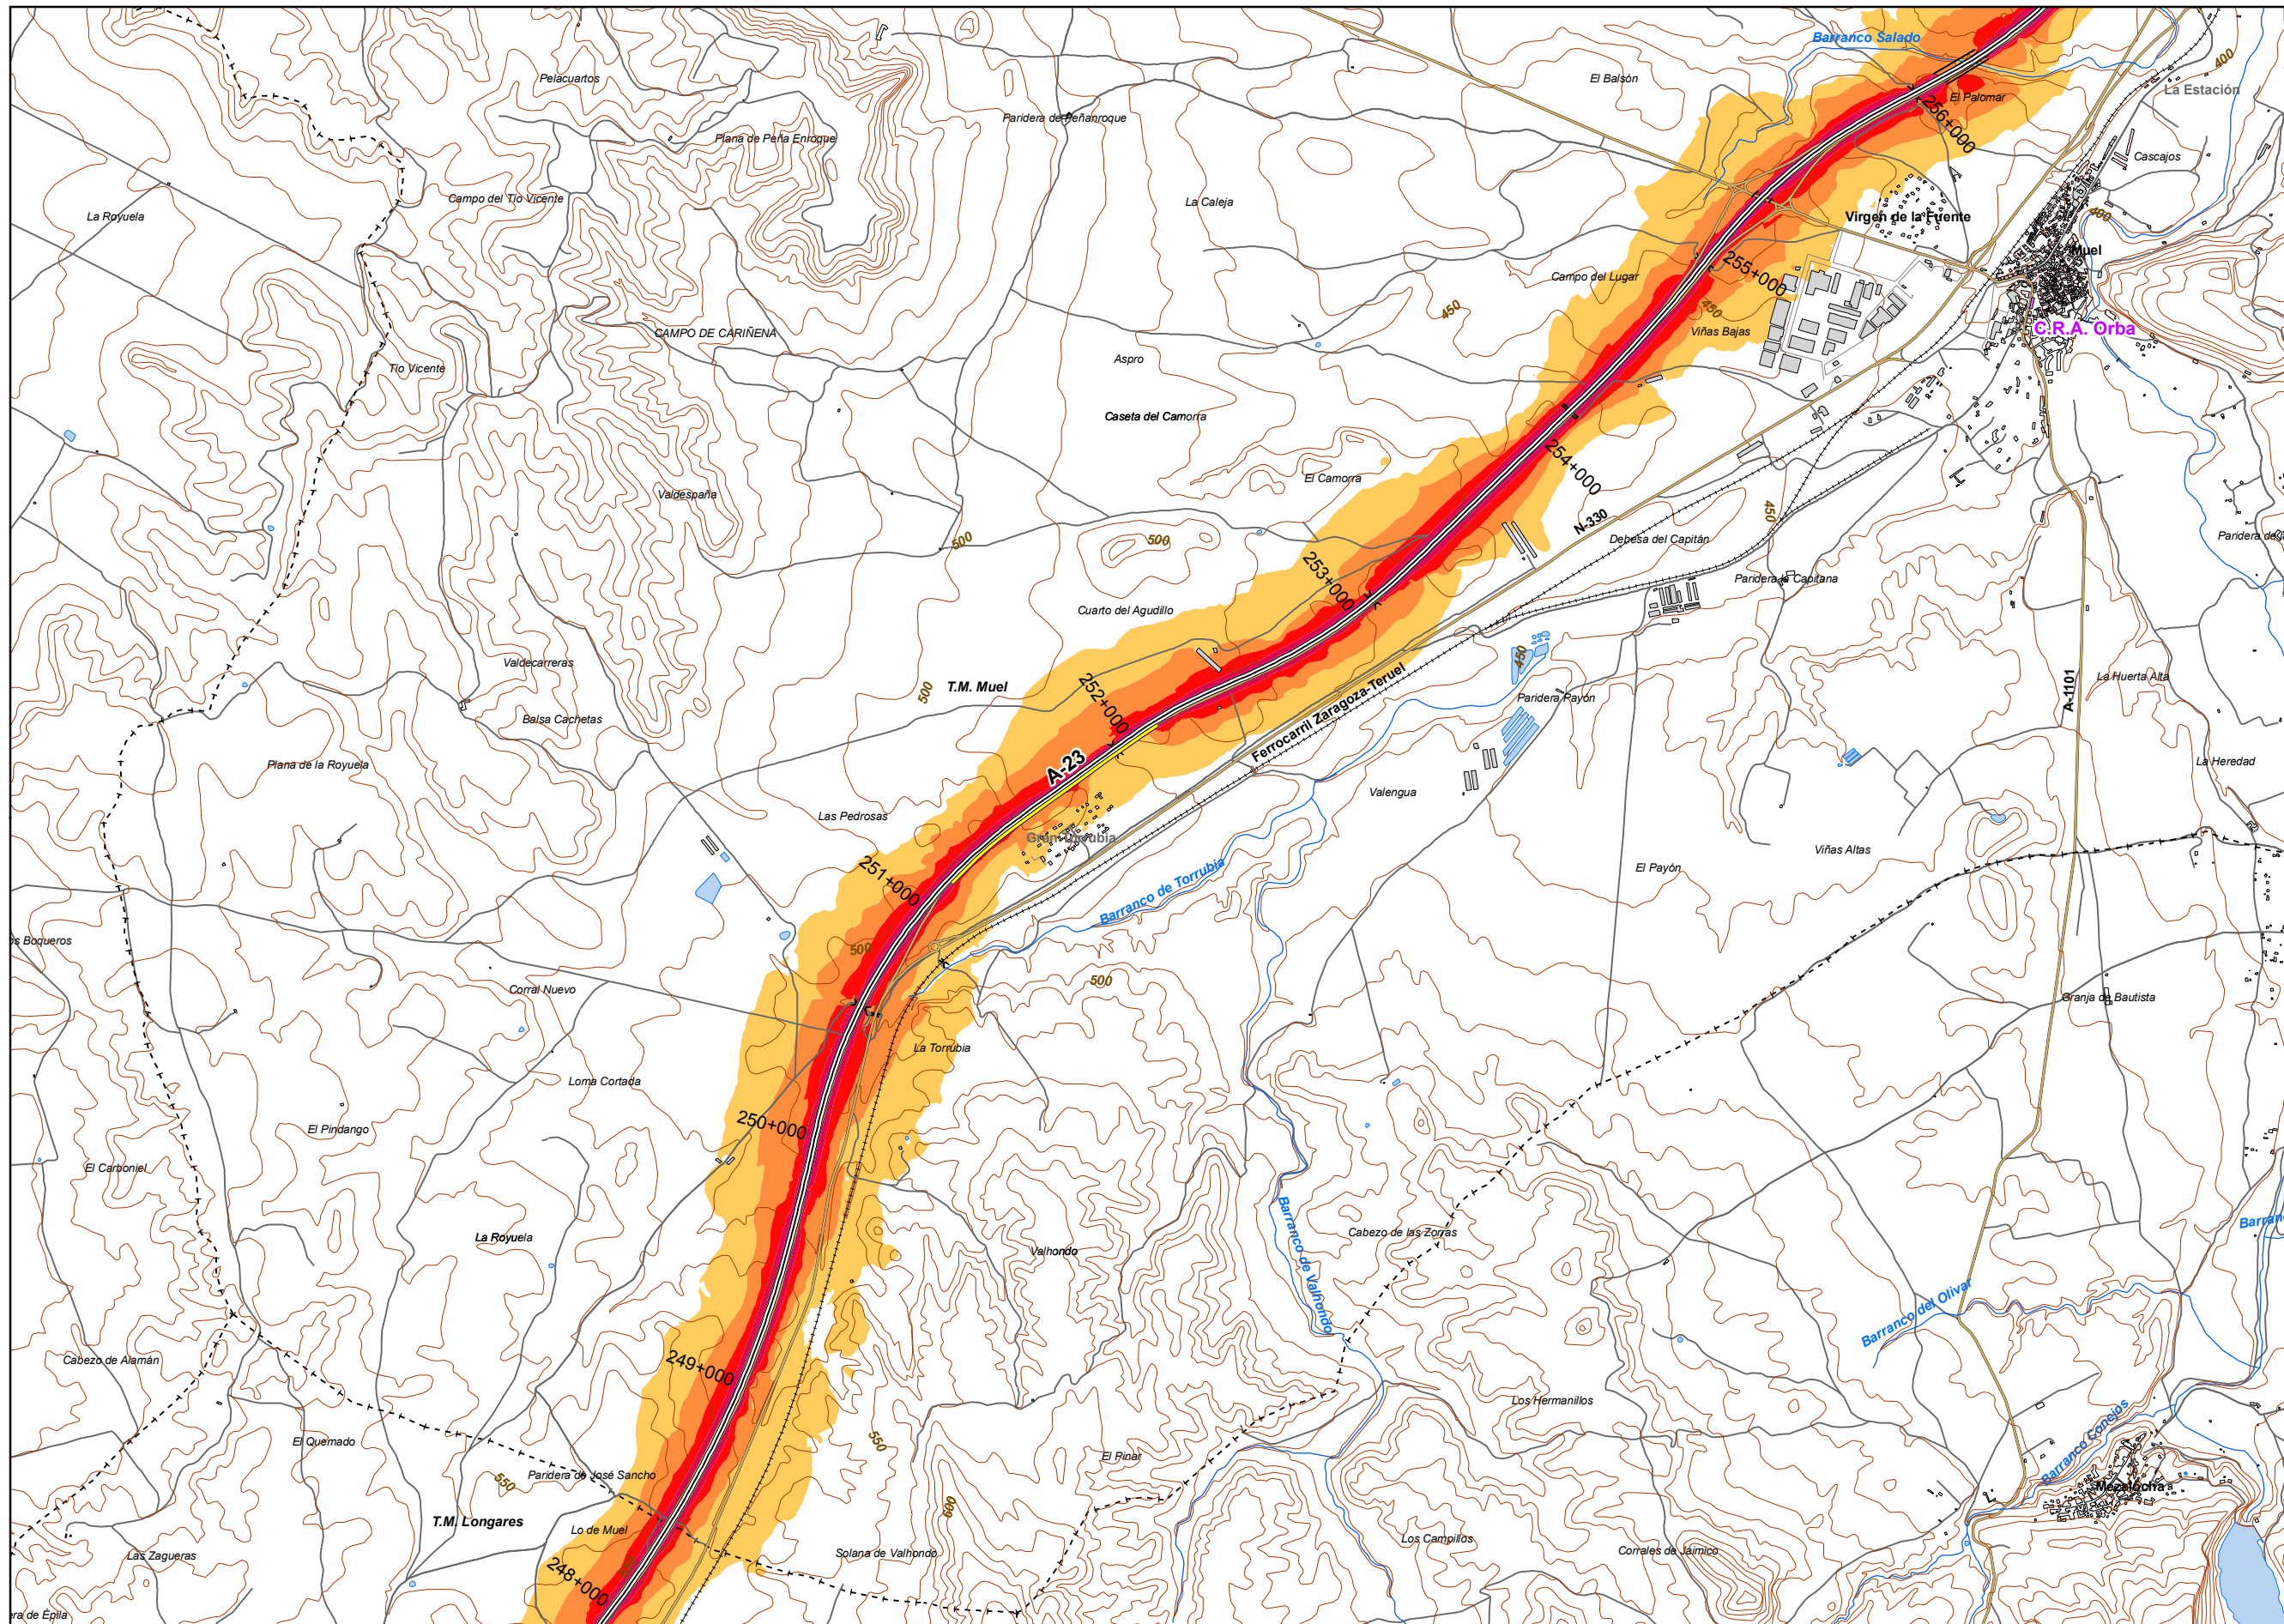 Barranco Salado
400
Pelacuartos
El Balsón
La Estación
El Palomar
256+000
Paridera de Peñanroque
Plana de Peña Enroque
Cascajos
Campo del Tío Vicente
La Caleja
La Royuela
Virgen de la Fuente
400
Muel
255+000
Campo del Lugar
450
450
Viñas Bajas
C.R.A. Orba
CAMPO DE CARIÑENA
Aspro
Tío Vicente
Caseta del Camorra
254+000
El Camorra
Valdespaña
450
N-330
500
500
Dehesa del Capitán
253+000
Paridera la Capitana
Cuarto del Agudillo
450
Valdecarreras
T.M. Muel
500
252+000
Ferrocarril Zaragoza-Teruel
Paridera Payón
A-1101
La Huerta Alta
Balsa Cachetas
A-23
Plana de la Royuela
La Heredad
Valengua
Las Pedrosas
Gran Torrubia
251+000
Viñas Altas
El Payón
Barranco de Torrubia
Boqueros
500
500
Corral Nuevo
Granja de Bautista
La Torrubia
Loma Cortada
250+000
El Pindango
El Carboniel
Barranco de Valhondo
La Royuela
Valhondo
Cabezo de las Zorras
Barranco del Olivar
249+000
Cabezo de Alamán
Los Hermanillos
El Quemado
550
El Pinar
Barranco Conejos
550
Paridera de José Sancho
Mezalocha
600
T.M. Longares
Lo de Muel
Los Campillos
Las Zagueras
Solana de Valhondo
Corrales de Jaimico
248+000
de Épila